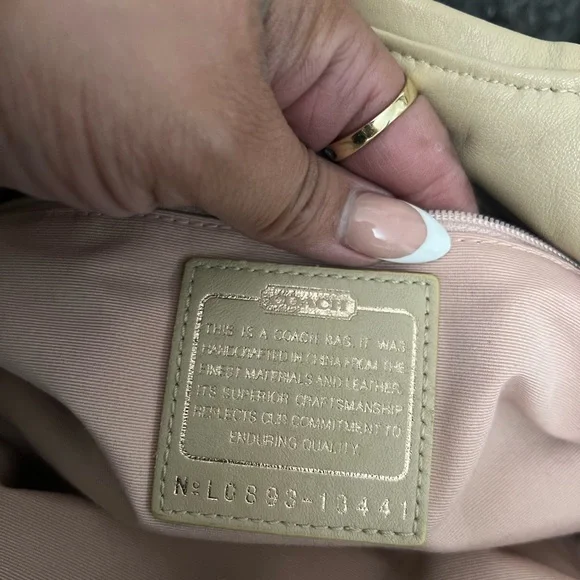 COACH
THIS IS A COACH BAG. IT WAS
HANDCRAFTED IN CHINA FROM THE
FINEST MATERIALS AND LEATHER.
ITS SUPERIOR CRAFTSMANSHIP
REFLECTS OUR COMMITMENT TO
ENDURING QUALITY.
Nº L0893-13441